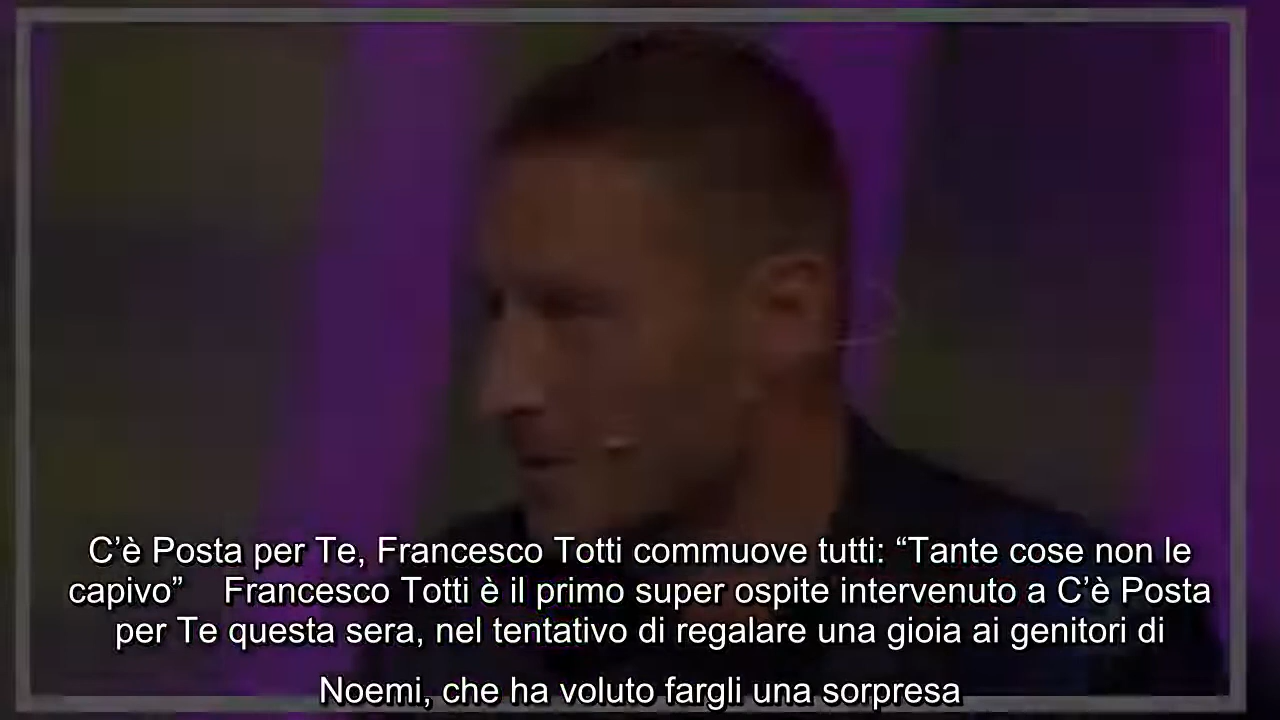 C’è Posta per Te, Francesco Totti commuove tutti: “Tante cose non le
capivo” Francesco Totti è il primo super ospite intervenuto a C’è Posta
per Te questa sera, nel tentativo di regalare una gioia ai genitori di
Noemi, che ha voluto fargli una sorpresa